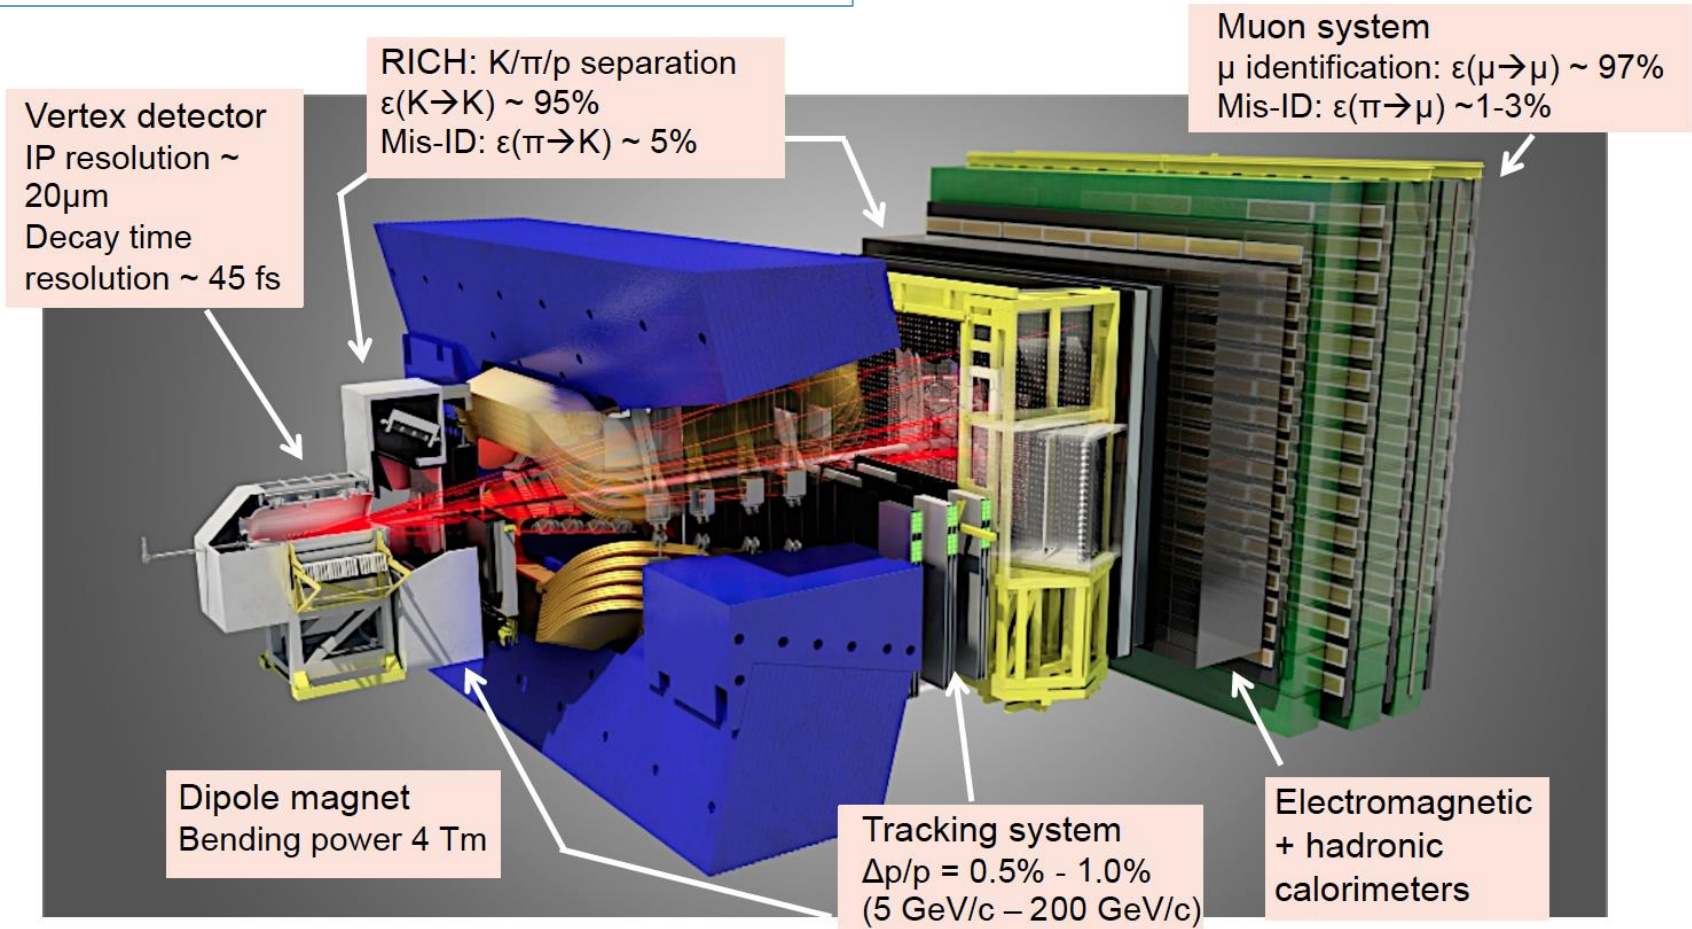 Vertex detector
IP resolution ~
20μm
Decay time
resolution ~ 45 fs
RICH: K/π/p separation
ε(K→K) ~ 95%
Mis-ID: ε(π→K) ~ 5%
Muon system
μ identification: ε(μ→μ) ~ 97%
Mis-ID: ε(π→μ) ~1-3%
Dipole magnet
Bending power 4 Tm
Tracking system
Δp/p = 0.5% - 1.0%
(5 GeV/c – 200 GeV/c)
Electromagnetic
+ hadronic
calorimeters